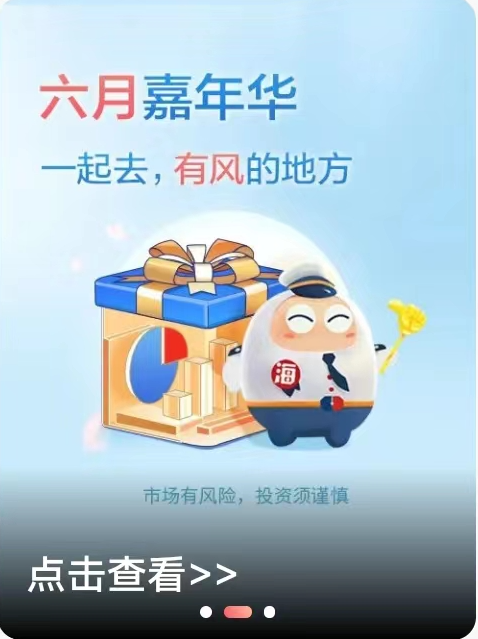 六月嘉年华
一起去，有风的地方
海
市场有风险，投资须谨慎
点击查看>>